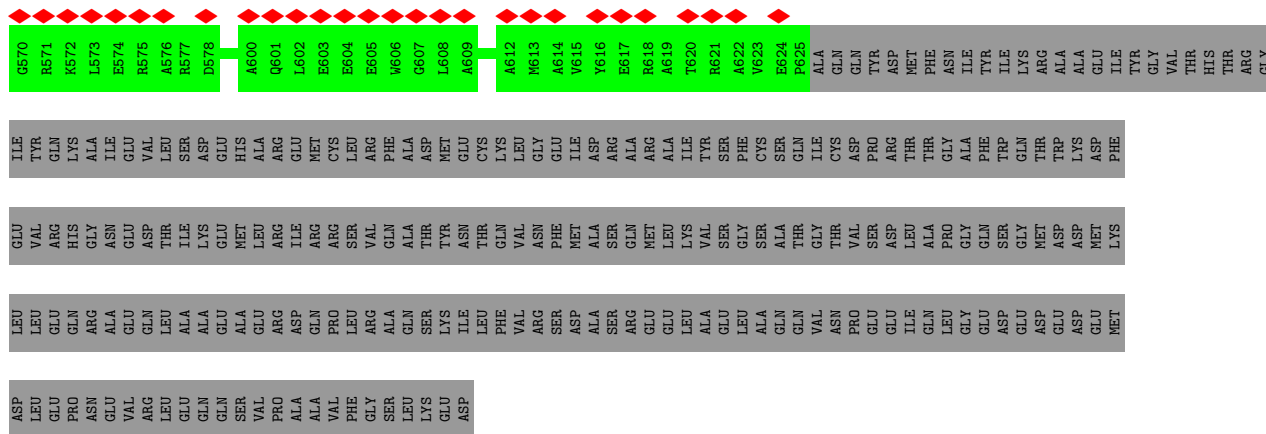 G570 R571 K572 L573 E574 R575 A576 R577 D578 A600 Q601 L602 E603 E604 E605 W606 G607 L608 A609 A612 M613 A614 V615 Y616 E617 R618 A619 T620 R621 A622 V623 E624 P625 ALA GLN GLN TYR ASP MET PHE ASN ILE TYR ILE LYS ARG ALA ALA GLU ILE TYR GLY VAL THR HIS THR ARG GLY
ILE TYR GLN LYS ALA ILE GLU VAL LEU SER ASP GLU HIS ALA ARG GLU MET CYS LEU ARG PHE ALA ASP MET GLU CYS LYS LEU GLY GLU ILE ASP ARG ALA ARG ALA ILE TYR SER PHE CYS SER GLN ILE CYS ASP PRO ARG THR THR GLY ALA PHE TRP GLN THR TRP LYS ASP PHE
GLU VAL ARG HIS GLY ASN GLU ASP THR ILE LYS GLU MET LEU ARG ILE ARG ARG SER VAL GLN ALA THR TYR ASN THR GLN VAL ASN PHE MET ALA SER GLN MET LEU LYS VAL SER GLY SER ALA THR GLY THR VAL SER ASP LEU ALA PRO GLY GLN SER GLY MET ASP ASP MET LYS
LEU LEU GLU GLN ARG ALA GLU GLN LEU ALA ALA GLU ALA GLU ARG ASP GLN PRO LEU ARG ALA GLN SER LYS ILE LEU PHE VAL ARG SER ASP ALA SER ARG GLU GLU LEU ALA GLU LEU ALA GLN GLN VAL ASN PRO GLU GLU ILE GLN LEU GLY GLU ASP GLU ASP GLU ASP GLU MET
ASP LEU GLU PRO ASN GLU VAL ARG LEU GLU GLN GLN SER VAL PRO ALA ALA VAL PHE GLY SER LEU LYS GLU ASP